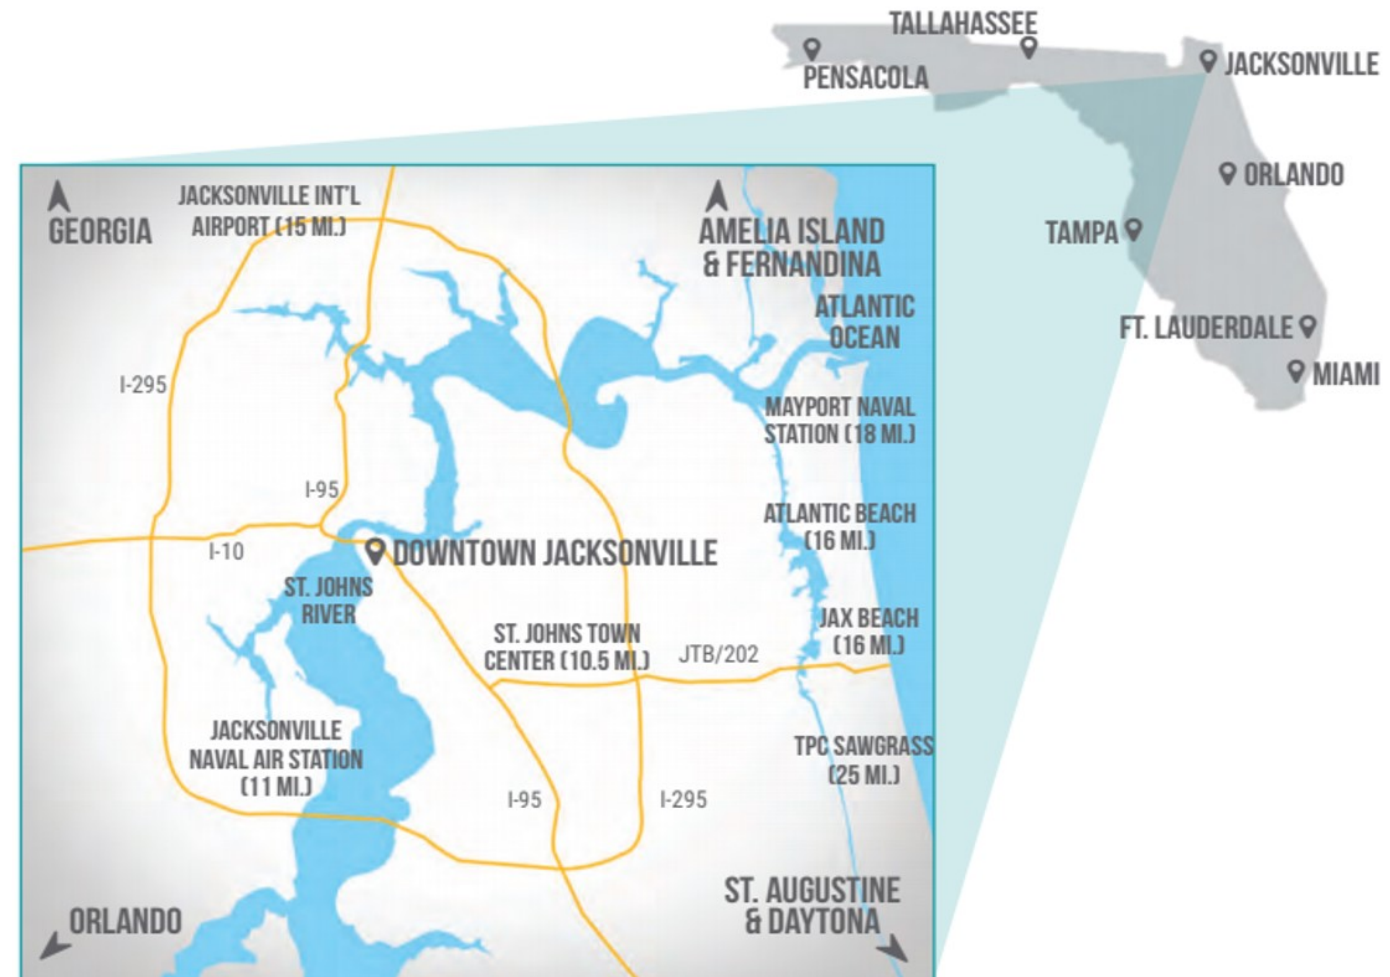 TALLAHASSEE
PENSACOLA
JACKSONVILLE
ORLANDO
TAMPA
FT. LAUDERDALE
MIAMI
GEORGIA
JACKSONVILLE INT'L
AIRPORT (15 MI.)
AMELIA ISLAND
& FERNANDINA
ATLANTIC
OCEAN
I-295
MAYPORT NAVAL
STATION (18 MI.)
I-95
ATLANTIC BEACH
(16 MI.)
I-10
DOWNTOWN JACKSONVILLE
ST. JOHNS
RIVER
JAX BEACH
(16 MI.)
ST. JOHNS TOWN
CENTER (10.5 MI.)
JTB/202
JACKSONVILLE
NAVAL AIR STATION
(11 MI.)
TPC SAWGRASS
(25 MI.)
I-95
I-295
ORLANDO
ST. AUGUSTINE
& DAYTONA